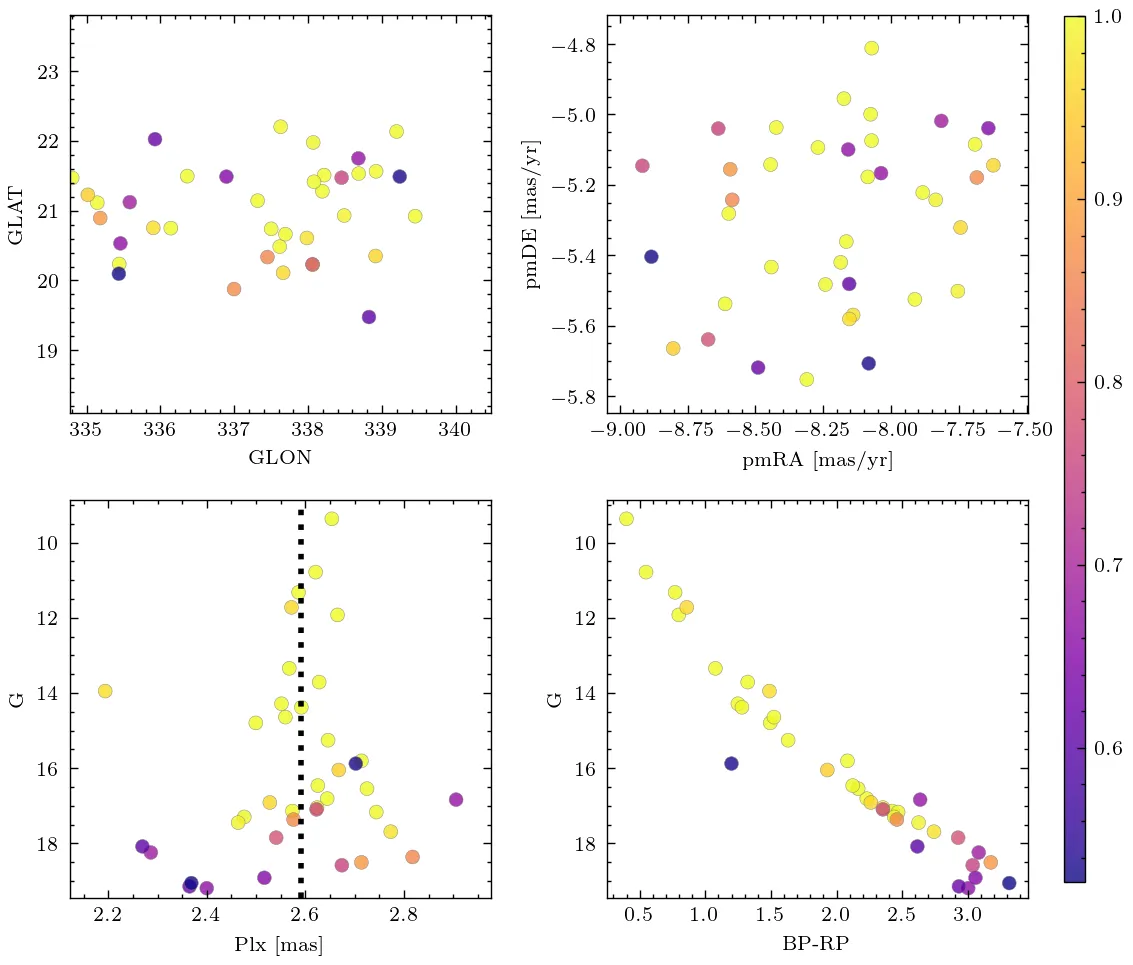 23
22
21
20
19
GLAT
335 336 337 338 339 340
GLON
−4.8
−5.0
−5.2
−5.4
−5.6
−5.8
pmDE [mas/yr]
−9.00 −8.75 −8.50 −8.25 −8.00 −7.75 −7.50
pmRA [mas/yr]
1.0
0.9
0.8
0.7
0.6
10
12
14
16
18
G
2.2 2.4 2.6 2.8
Plx [mas]
10
12
14
16
18
G
0.5 1.0 1.5 2.0 2.5 3.0
BP-RP